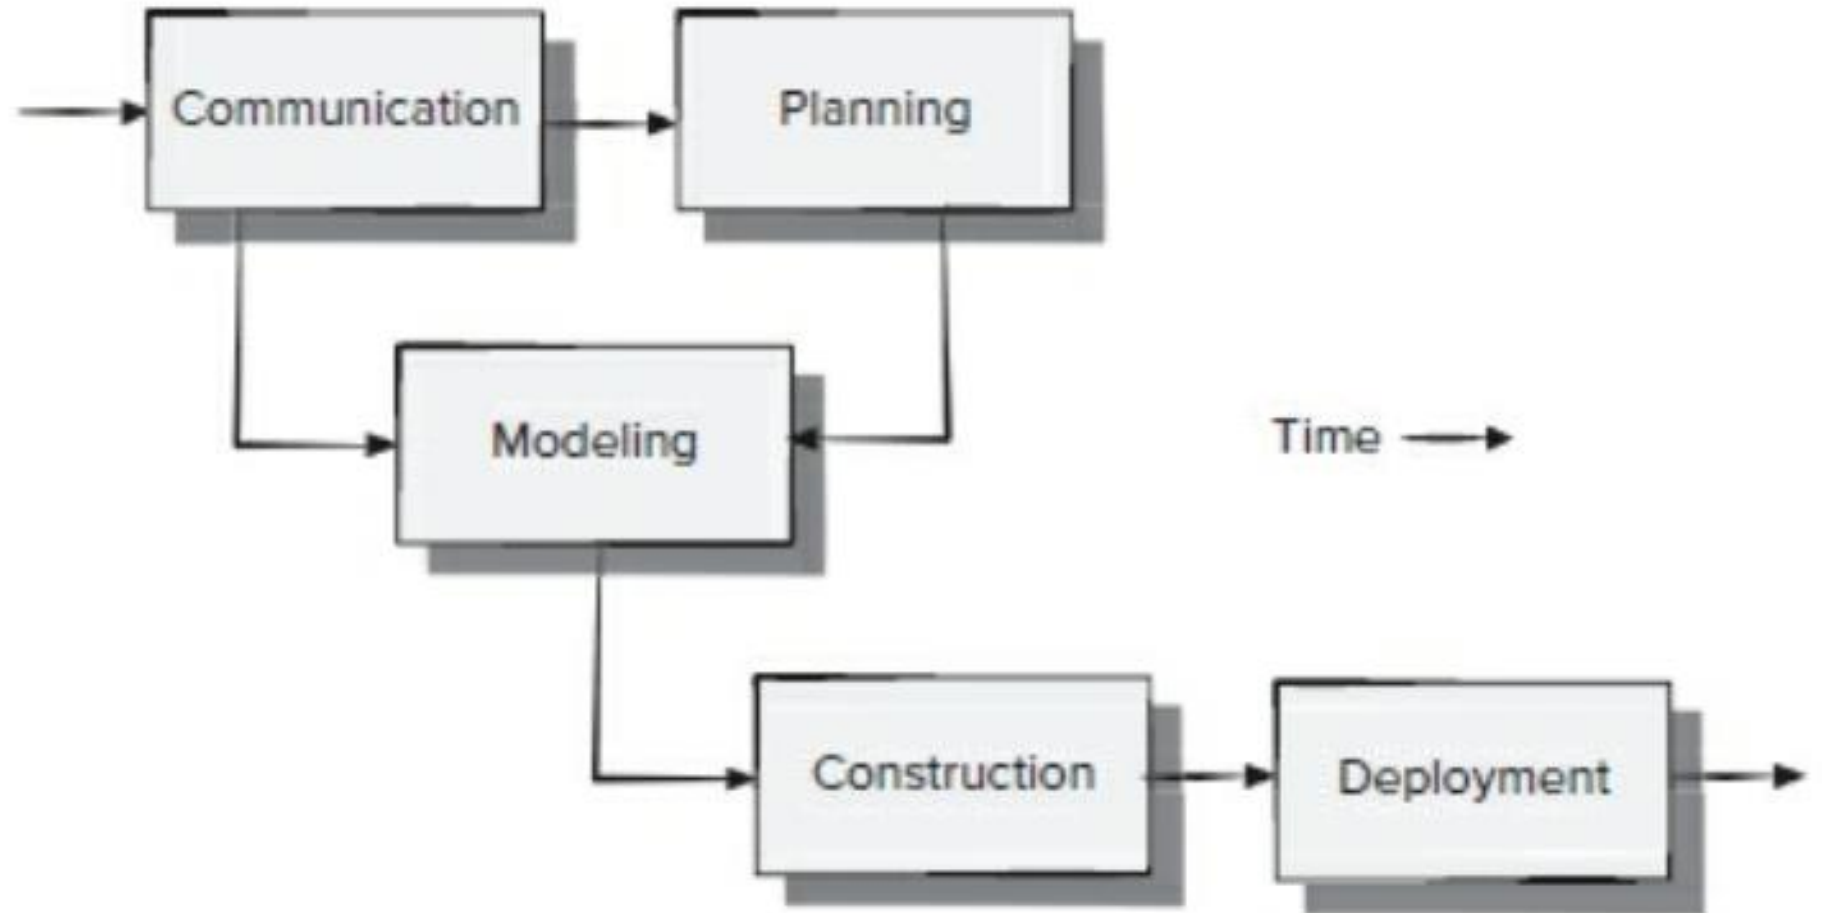 Communication
Planning
Modeling
Time
Construction
Deployment